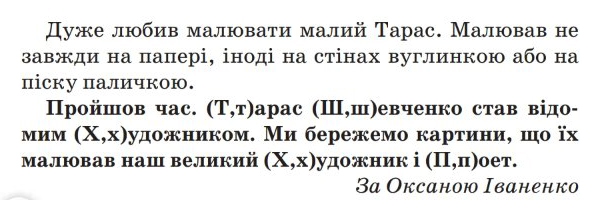 Дуже любив малювати малий Тарас. Малював не
завжди на папері, іноді на стінах вуглинкою або на
піску паличкою.
Пройшов час. (Т,т)арас (Ш,ш)евченко став відо-
мим (Х,х)удожником. Ми бережемо картини, що їх
малював наш великий (Х,х)удожник і (П,п)оет.
За Оксаною Іваненко